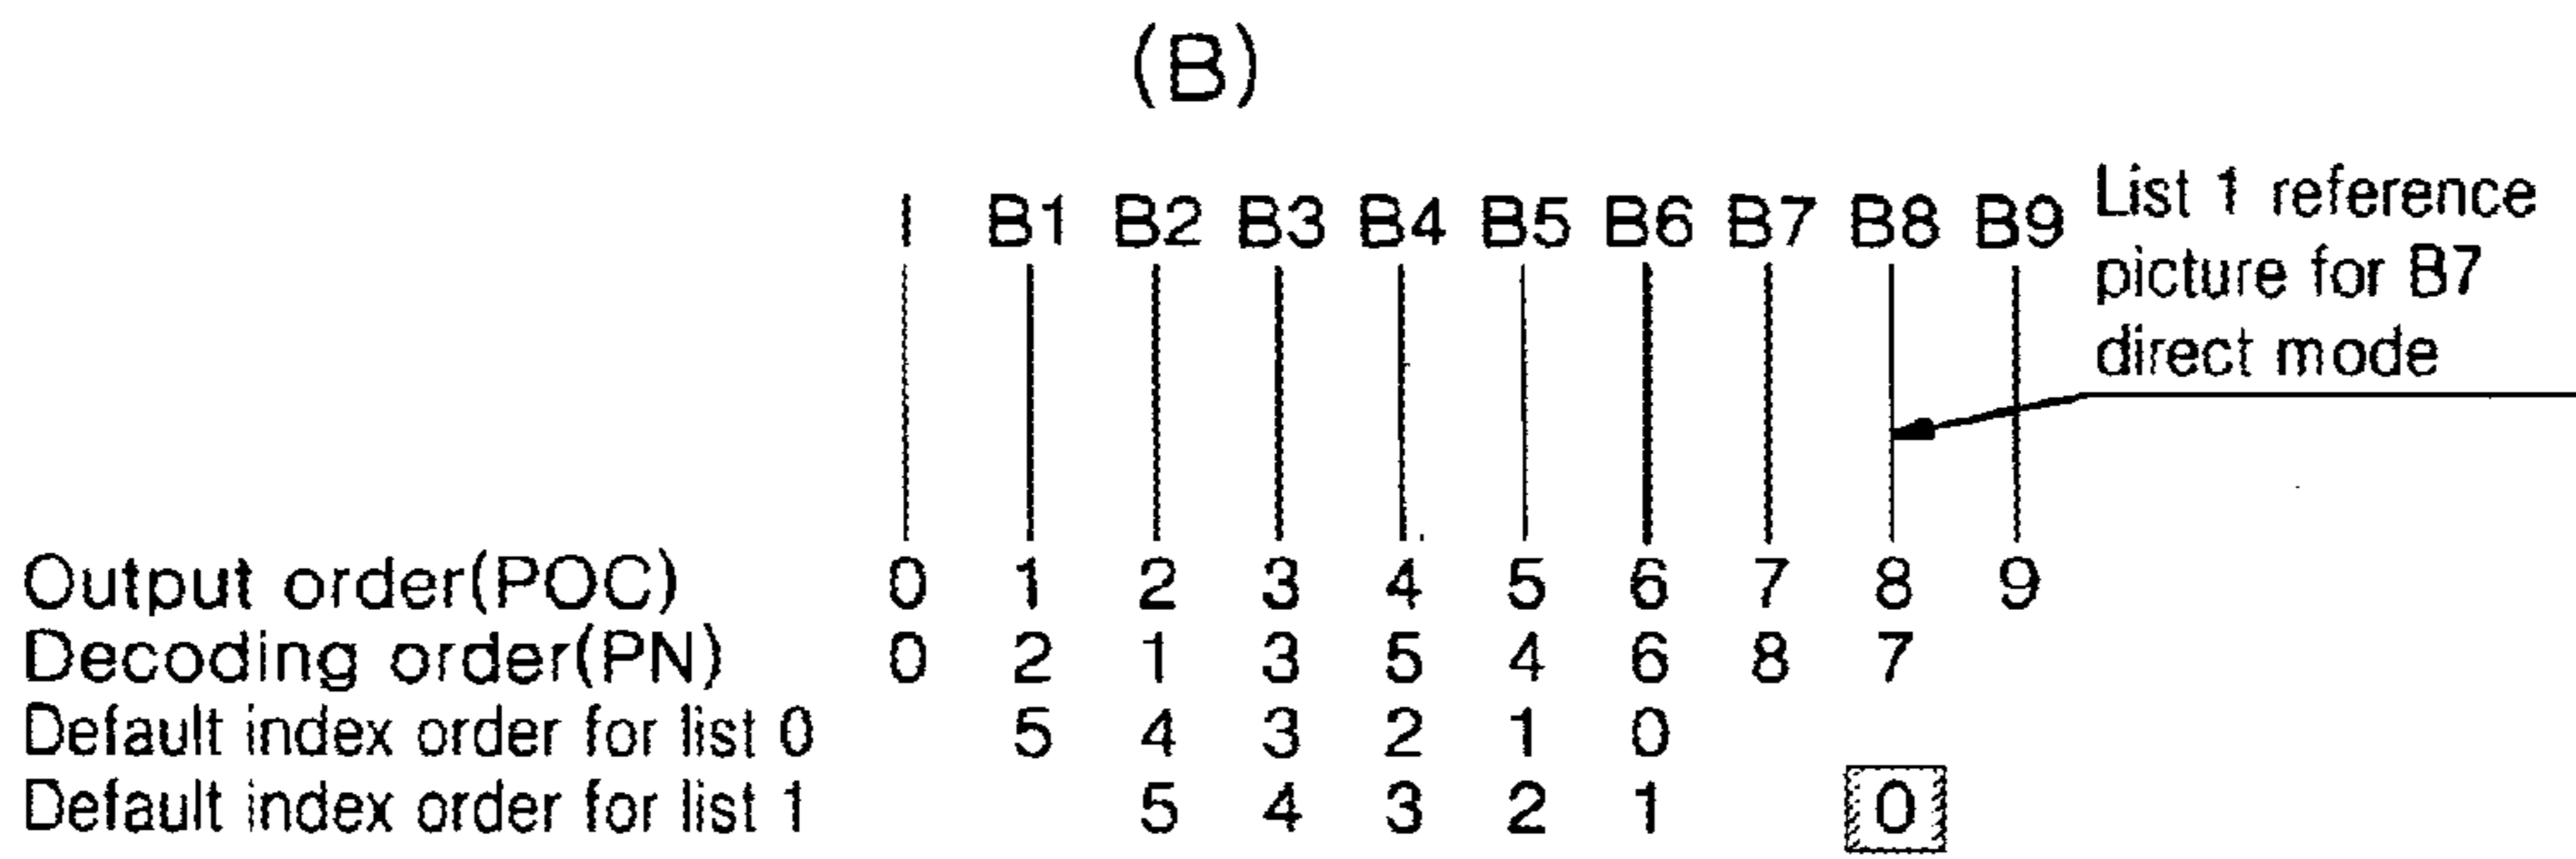 (B)
I B1 B2 B3 B4 B5 B6 B7 B8 B9
List 1 reference
picture for B7
direct mode
Output order(POC) 0 1 2 3 4 5 6 7 8 9
Decoding order(PN) 0 2 1 3 5 4 6 8 7
Default index order for list 0 5 4 3 2 1 0
Default index order for list 1 5 4 3 2 1 0